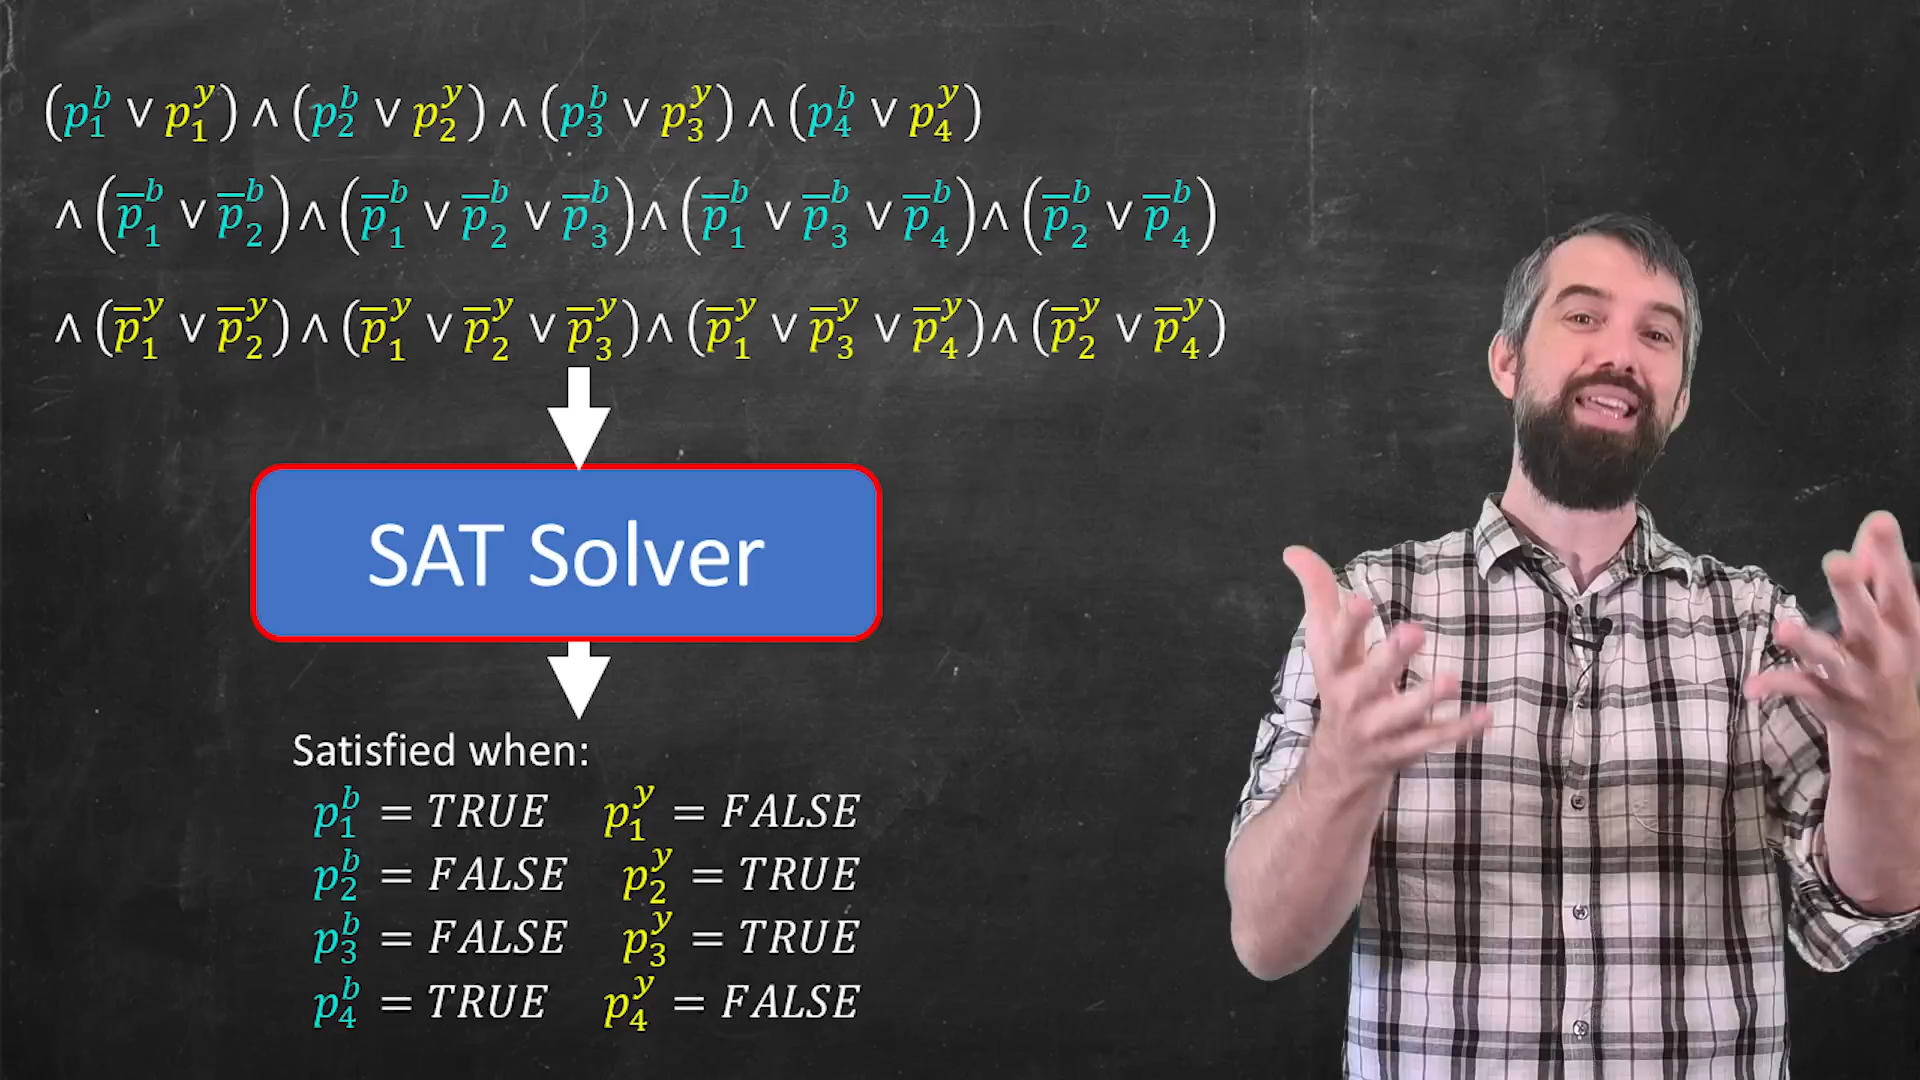 (p₁ᵇ ∨ p₁ʸ) ∧ (p₂ᵇ ∨ p₂ʸ) ∧ (p₃ᵇ ∨ p₃ʸ) ∧ (p₄ᵇ ∨ p₄ʸ)
∧ (p̅₁ᵇ ∨ p̅₂ᵇ) ∧ (p̅₁ᵇ ∨ p̅₂ᵇ ∨ p̅₃ᵇ) ∧ (p̅₁ᵇ ∨ p̅₃ᵇ ∨ p̅₄ᵇ) ∧ (p̅₂ᵇ ∨ p̅₄ᵇ)
∧ (p̅₁ʸ ∨ p̅₂ʸ) ∧ (p̅₁ʸ ∨ p̅₂ʸ ∨ p̅₃ʸ) ∧ (p̅₁ʸ ∨ p̅₃ʸ ∨ p̅₄ʸ) ∧ (p̅₂ʸ ∨ p̅₄ʸ)
SAT Solver
Satisfied when:
p₁ᵇ = TRUE p₁ʸ = FALSE
p₂ᵇ = FALSE p₂ʸ = TRUE
p₃ᵇ = FALSE p₃ʸ = TRUE
p₄ᵇ = TRUE p₄ʸ = FALSE